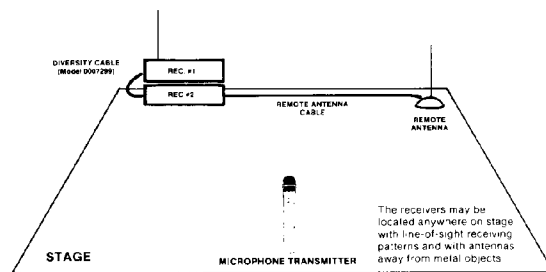 DIVERSITY CABLE
(Model 0007299)
REC. #1
REC #2
REMOTE ANTENNA
CABLE
REMOTE
ANTENNA
The receivers may be
located anywhere on stage
with line-of-sight receiving
patterns and with antennas
away from metal objects
STAGE
MICROPHONE TRANSMITTER